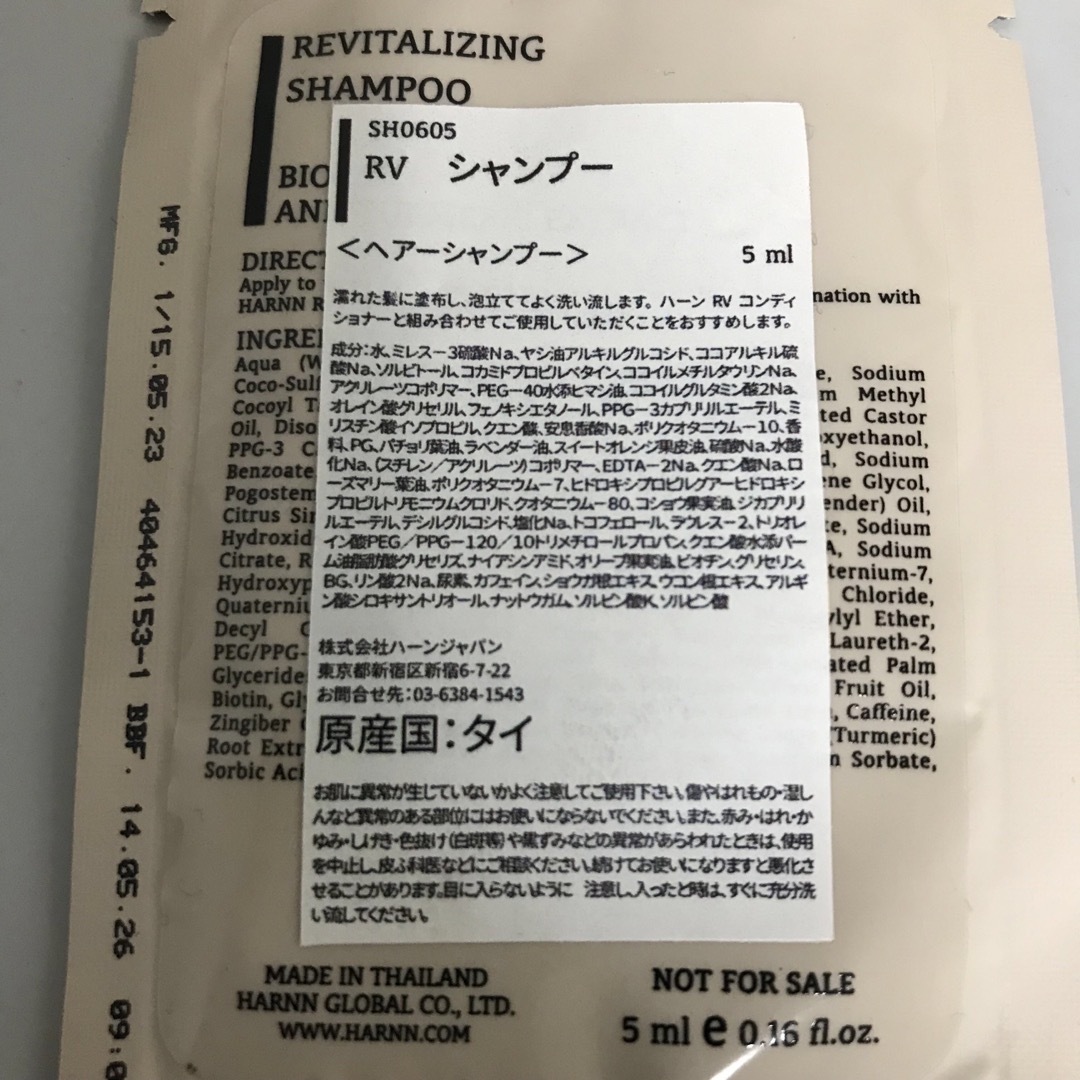 REVITALIZING
SHAMPOO
BIO
AN
DIREC
Apply to
HARNN R
INGRE
Aqua (W
Coco-Sulf
Cocoyl T
Oil, Diso
PPG-3 C
Benzoate
Pogostem
Citrus Si
Hydroxid
Citrate, R
Hydroxyp
Quaterniu
Decyl
PEG/PPG-
Glyceride
Biotin, Gly
Zingiber
Root Extr
Sorbic Aci
nation with
e, Sodium
m Methyl
ted Castor
oxyethanol,
d, Sodium
ne Glycol,
ender) Oil,
te, Sodium
A, Sodium
ternium-7,
Chloride,
ylyl Ether,
Laureth-2,
ated Palm
Fruit Oil,
, Caffeine,
(Turmeric)
n Sorbate,
SH0605
RV シャンプー
＜ヘアーシャンプー＞ 5 ml
濡れた髪に塗布し、泡立ててよく洗い流します。ハーン RV コンディ
ショナーと組み合わせてご使用していただくことをおすすめします。
成分：水、ミレスー3硫酸Na、ヤシ油アルキルグルコシド、ココアルキル硫
酸Na、ソルビトール、コカミドプロピルベタイン、ココイルメチルタウリンNa、
アクリルーツコポリマー、PEGー40水添ヒマシ油、ココイルグルタミン酸2Na、
オレイン酸グリセリル、フェノキシエタノール、PPGー3カプリリルエーテル、ミ
リスチン酸イソプロピル、クエン酸、安息香酸Na、ポリクオタニウムー10、香
料、PG、パチョリ葉油、ラベンダー油、スイートオレンジ果皮油、硫酸Na、水酸
化Na、（スチレン／アクリルーツ）コポリマー、EDTAー2Na、クエン酸Na、ロ
ーズマリー葉油、ポリクオタニウムー7、ヒドロキシプロピルグアーヒドロキシ
プロピルトリモニウムクロリド、クオタニウムー80、コショウ果実油、ジカプリリ
ルエーテル、デシルグルコシド、塩化Na、トコフェロール、ラウレスー2、トリオレ
イン酸PEG／PPGー120／10トリメチロールプロパン、クエン酸水添パー
ム油脂肪酸グリセリズ、ナイアシンアミド、オリーブ果実油、ビオチン、グリセリン、
BG、リン酸2Na、尿素、カフェイン、ショウガ根エキス、ウコン根エキス、アルギ
ン酸シロキサントリオール、ナットウガム、ソルビン酸K、ソルビン酸
株式会社ハーンジャパン
東京都新宿区新宿6-7-22
お問合せ先：03-6384-1543
原産国：タイ
お肌に異常が生じていないかよく注意してご使用下さい。傷やはれもの・湿し
んなど異常のある部位にはお使いにならないでください。また、赤み・はれ・か
ゆみ・しげき・色抜け（白斑等）や黒ずみなどの異常があらわれたときは、使用
を中止し、皮ふ科医などにご相談ください。続けてお使いになりますと悪化さ
せることがあります。目に入らないように 注意し、入ったと時は、すぐに充分洗
い流してください。
MADE IN THAILAND
HARNN GLOBAL CO., LTD.
WWW.HARNN.COM
NOT FOR SALE
5 ml e 0.16 fl.oz.
MFG. 1/15.05.23 40464153-1 BBF. 14.05.26 09:0